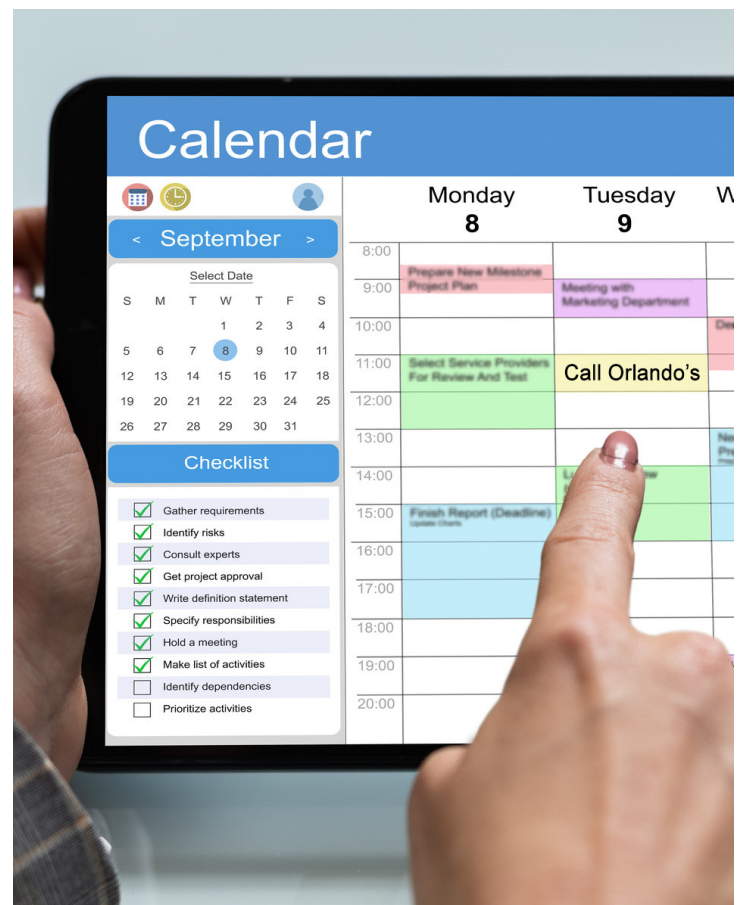 Calendar
September
< >
Select Date
S M T W T F S
1 2 3 4
5 6 7 8 9 10 11
12 13 14 15 16 17 18
19 20 21 22 23 24 25
26 27 28 29 30 31
Checklist
Gather requirements
Identify risks
Consult experts
Get project approval
Write definition statement
Specify responsibilities
Hold a meeting
Make list of activities
Identify dependencies
Prioritize activities
Monday
8
Tuesday
9
W
8:00
Prepare New Milestone
Project Plan
9:00
Meeting with
Marketing Department
10:00
11:00
Select Service Providers
For Review And Test
Call Orlando's
12:00
13:00
14:00
15:00
Finish Report (Deadline)
Update Charts
16:00
17:00
18:00
19:00
20:00